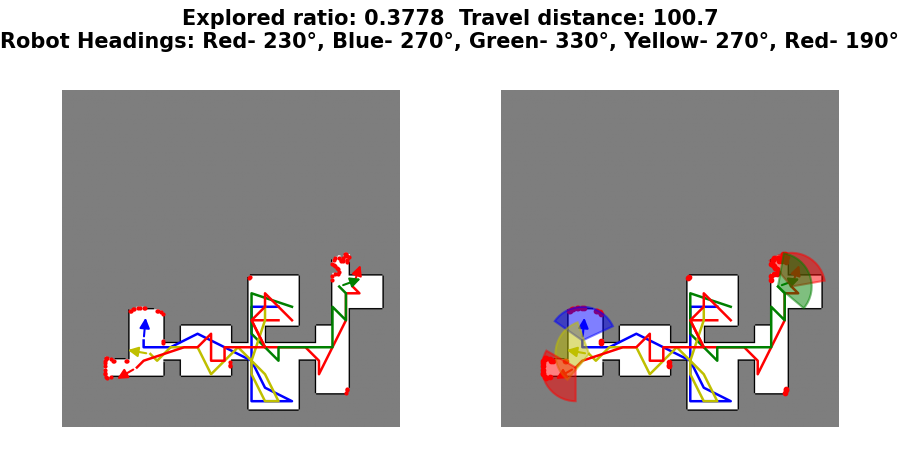 Explored ratio: 0.3778  Travel distance: 100.7
Robot Headings: Red- 230°, Blue- 270°, Green- 330°, Yellow- 270°, Red- 190°